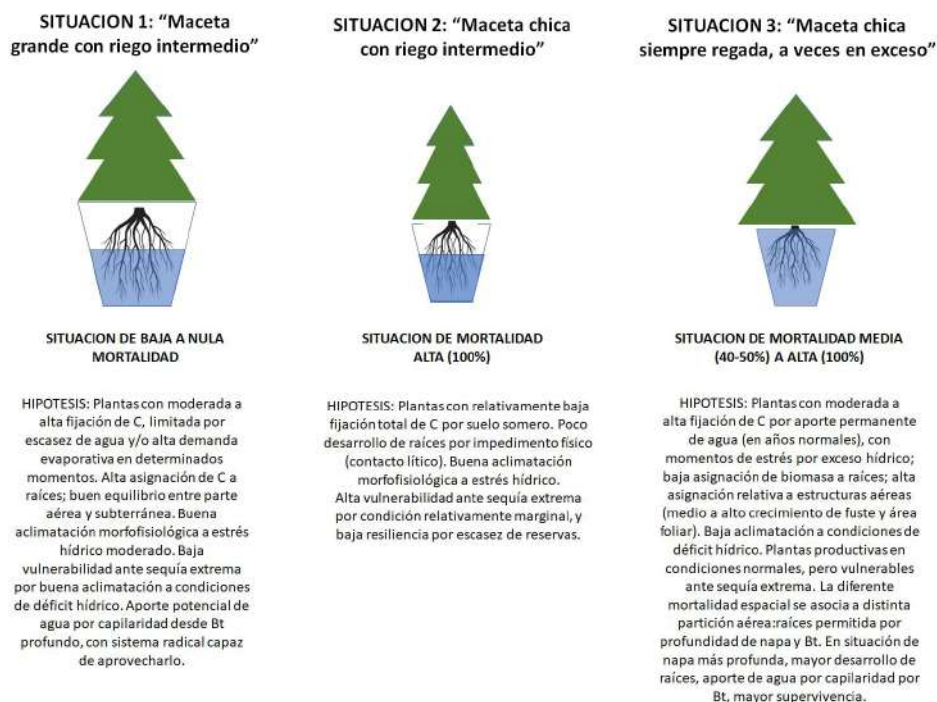 SITUACION 1: “Maceta
grande con riego intermedio”
SITUACION DE BAJA A NULA
MORTALIDAD
HIPOTESIS: Plantas con moderada a
alta fijación de C, limitada por
escasez de agua y/o alta demanda
evaporativa en determinados
momentos. Alta asignación de C a
raíces; buen equilibrio entre parte
aérea y subterránea. Buena
aclimatación morfofisiológica a estrés
hídrico moderado. Baja
vulnerabilidad ante sequía extrema
por buena aclimatación a condiciones
de déficit hídrico. Aporte potencial de
agua por capilaridad desde Bt
profundo, con sistema radical capaz
de aprovecharlo.
SITUACION 2: “Maceta chica
con riego intermedio”
SITUACION DE MORTALIDAD
ALTA (100%)
HIPOTESIS: Plantas con relativamente baja
fijación total de C por suelo somero. Poco
desarrollo de raíces por impedimento físico
(contacto lítico). Buena aclimatación
morfofisiológica a estrés hídrico.
Alta vulnerabilidad ante sequía extrema
por condición relativamente marginal, y
baja resiliencia por escasez de reservas.
SITUACION 3: “Maceta chica
siempre regada, a veces en exceso”
SITUACION DE MORTALIDAD MEDIA
(40-50%) A ALTA (100%)
HIPOTESIS: Plantas con moderada a
alta fijación de C por aporte permanente
de agua (en años normales), con
momentos de estrés por exceso hídrico;
baja asignación de biomasa a raíces; alta
asignación relativa a estructuras aéreas
(medio a alto crecimiento de fuste y área
foliar). Baja aclimatación a condiciones de
déficit hídrico. Plantas productivas en
condiciones normales, pero vulnerables
ante sequía extrema. La diferente
mortalidad espacial se asocia a distinta
partición aérea:raíces permitida por
profundidad de napa y Bt. En situación de
napa más profunda, mayor desarrollo de
raíces, aporte de agua por capilaridad por
Bt, mayor supervivencia.